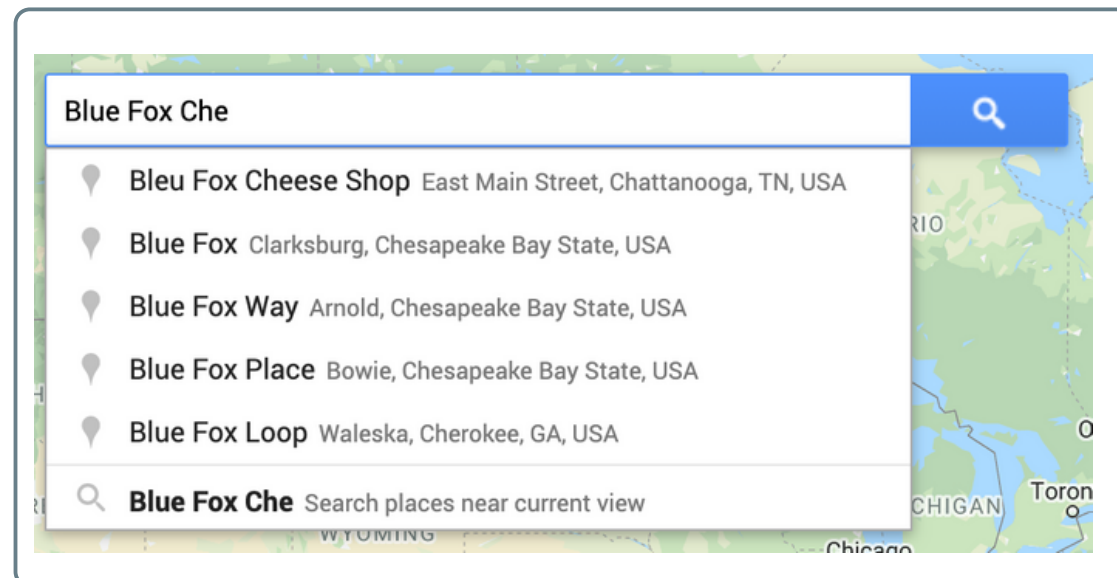 Blue Fox Che
Bleu Fox Cheese Shop East Main Street, Chattanooga, TN, USA
RIO
Blue Fox Clarksburg, Chesapeake Bay State, USA
Blue Fox Way Arnold, Chesapeake Bay State, USA
Blue Fox Place Bowie, Chesapeake Bay State, USA
Blue Fox Loop Waleska, Cherokee, GA, USA
Blue Fox Che Search places near current view
CHIGAN
Toron
WYOMING
Chicago